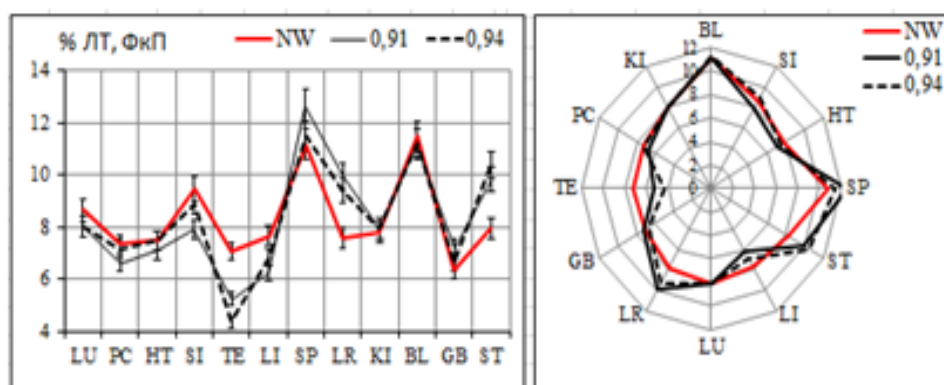 % ЛТ, ФкП NW 0,91 0,94
14
12
10
8
6
4
LU PC HT SI TE LI SP LR KI BL GB ST
NW
0,91
0,94
BL
KI SI
PC HT
TE SP
GB ST
LR LI
LU
12
10
8
6
4
2
0